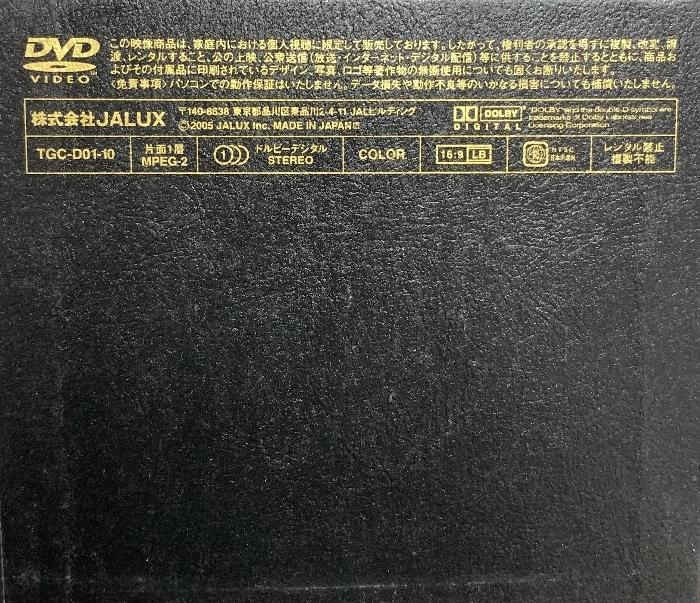 DVD VIDEO™
この映像商品は、家庭内における個人視聴に限定して販売しております。したがって、権利者の承認を得ずに複製、改変、譲
渡、レンタルすること、公の上映、公衆送信(放送・インターネット・デジタル配信)等に供することを禁止するとともに、商品お
よびその付属品に印刷されているデザイン、写真、ロゴ等著作物の無断使用についても固くお断りいたします。
〈免責事項〉パソコンでの動作保証はいたしません。データ損失や動作不良等のいかなる損害についても補償いたしません。
株式会社JALUX
〒140-8638 東京都品川区東品川2-4-11 JALビルディング
©2005 JALUX Inc. MADE IN JAPAN
DOLBY DIGITAL
"DOLBY" and the double-D symbol are
trademarks of Dolby Laboratories
Licensing Corporation.
TGC-D01-10
片面1層
MPEG-2
1)))
ドルビーデジタル
STEREO
COLOR
16:9 LB
2 NTSC
日本市場向
レンタル禁止
複製不能